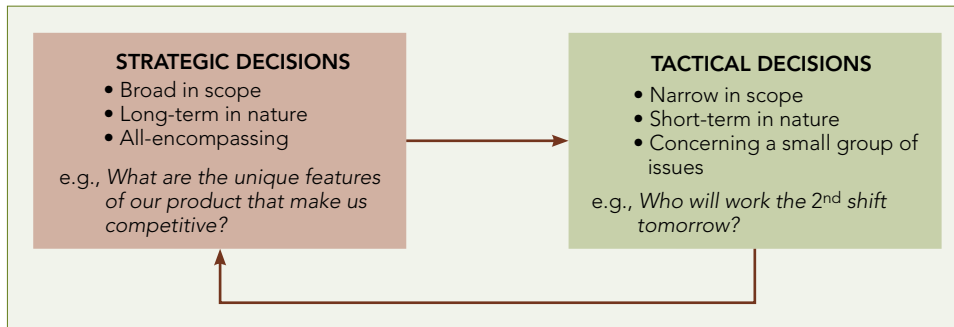 STRATEGIC DECISIONS
• Broad in scope
• Long-term in nature
• All-encompassing
e.g., What are the unique features
of our product that make us
competitive?
TACTICAL DECISIONS
• Narrow in scope
• Short-term in nature
• Concerning a small group of
issues
e.g., Who will work the 2nd shift
tomorrow?